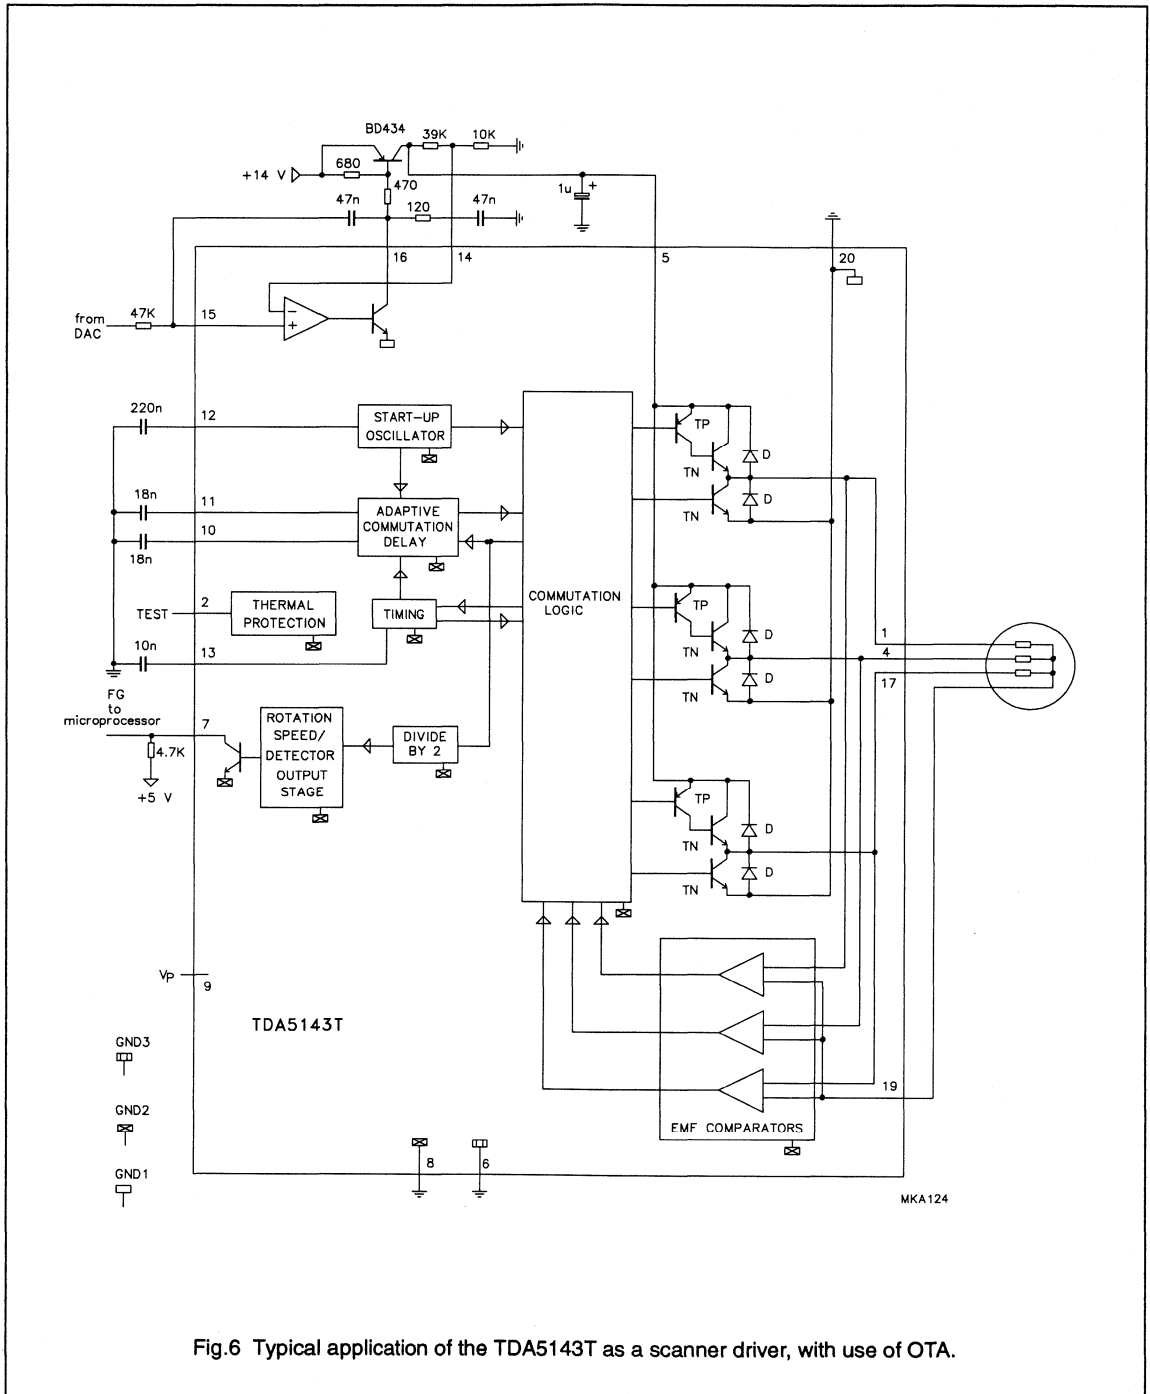 BD434
39K
10K
+14 V
680
470
47n
120
47n
1u
+
16
14
5
20
from
DAC
47K
15
−
+
220n
12
START-UP
OSCILLATOR
18n
11
10
18n
ADAPTIVE
COMMUTATION
DELAY
TEST
2
THERMAL
PROTECTION
TIMING
10n
13
COMMUTATION
LOGIC
TP
D
TN
D
TN
TP
D
TN
D
TN
TP
D
TN
D
TN
1
4
17
FG
to
microprocessor
7
4.7K
+5 V
ROTATION
SPEED/
DETECTOR
OUTPUT
STAGE
DIVIDE
BY 2
VP
9
TDA5143T
19
EMF COMPARATORS
GND3
GND2
GND1
8
6
MKA124
Fig.6 Typical application of the TDA5143T as a scanner driver, with use of OTA.